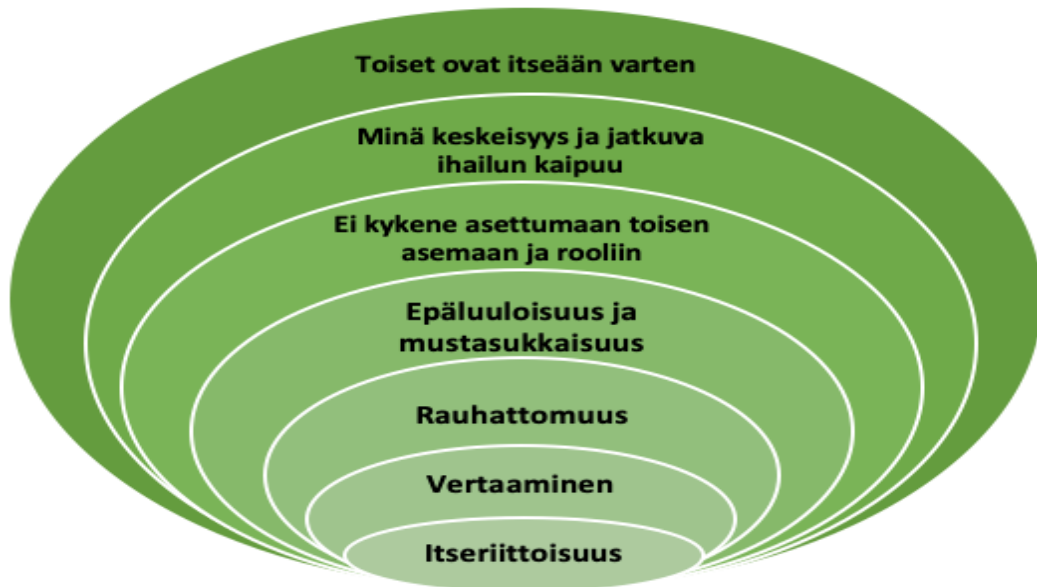 Toiset ovat itseään varten
Minä keskeisyys ja jatkuva
ihailun kaipuu
Ei kykene asettumaan toisen
asemaan ja rooliin
Epäluuloisuus ja
mustasukkaisuus
Rauhattomuus
Vertaaminen
Itseriittoisuus